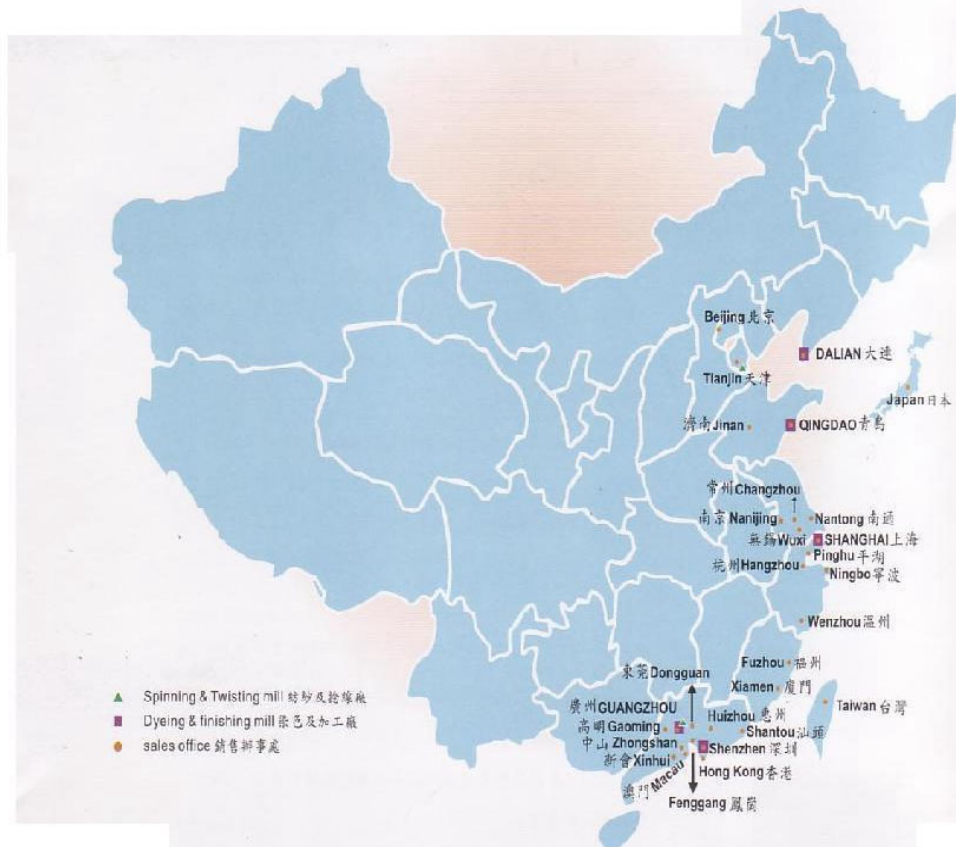 Beijing 北京
DALIAN 大連
Tianjin 天津
Japan 日本
濟南 Jinan
QINGDAO 青島
常州 Changzhou
南京 Nanijing
Nantong 南通
無錫 Wuxi
SHANGHAI 上海
Pinghu 平湖
杭州 Hangzhou
Ningbo 寧波
Wenzhou 溫州
Fuzhou 福州
東莞 Dongguan
Xiamen 廈門
Spinning & Twisting mill 紡紗及捻線廠
廣州 GUANGZHOU
Taiwan 台灣
Dyeing & finishing mill 染色及加工廠
高明 Gaoming
Huizhou 惠州
Shantou 汕頭
sales office 銷售辦事處
中山 Zhongshan
Shenzhen 深圳
新會 Xinhui
澳門 Macau
Hong Kong 香港
Fenggang 鳳崗